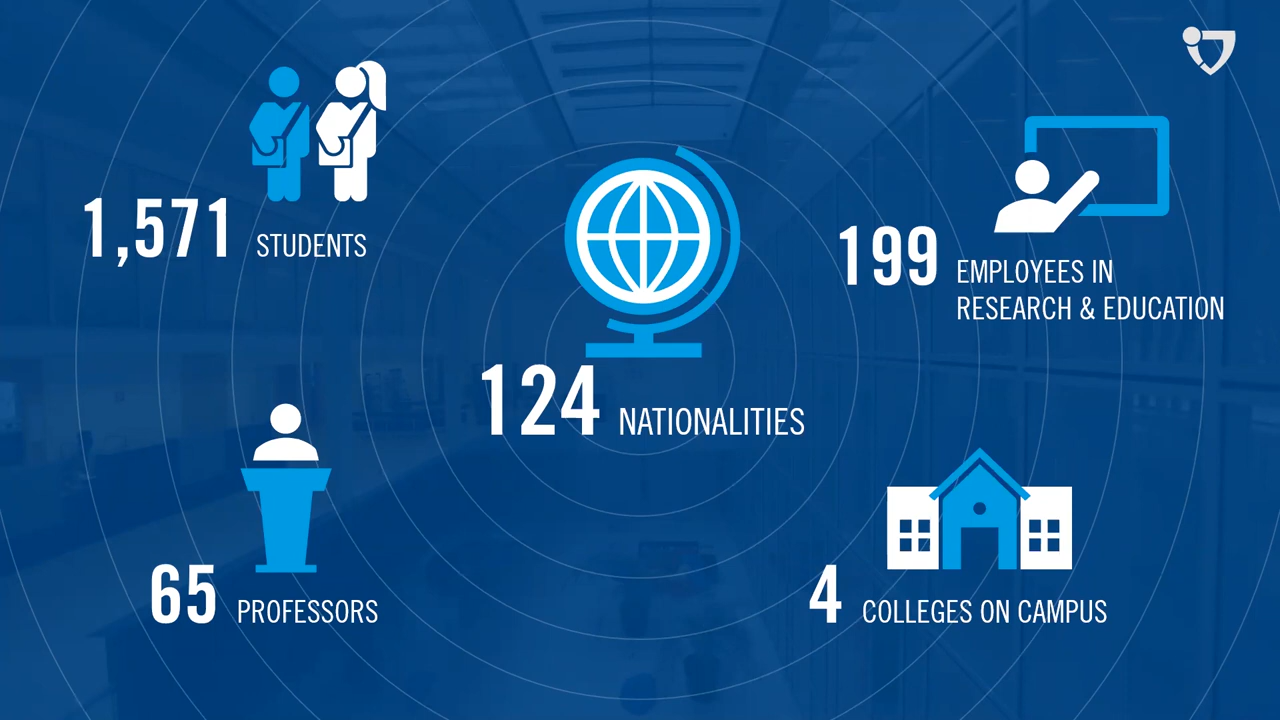 1,571 STUDENTS
124 NATIONALITIES
199 EMPLOYEES IN
RESEARCH & EDUCATION
65 PROFESSORS
4 COLLEGES ON CAMPUS